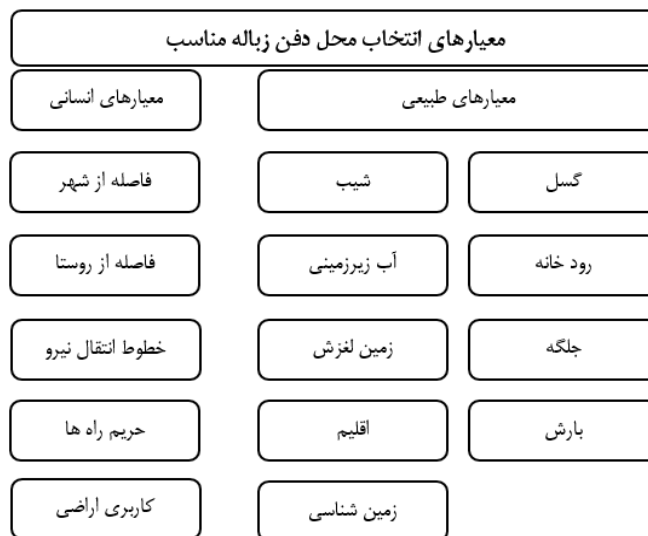 معیارهای انتخاب محل دفن زباله مناسب
معیارهای طبیعی
معیارهای انسانی
گسل
شیب
فاصله از شهر
رود خانه
آب زیرزمینی
فاصله از روستا
جلگه
زمین لغزش
خطوط انتقال نیرو
بارش
اقلیم
حریم راه ها
زمین شناسی
کاربری اراضی